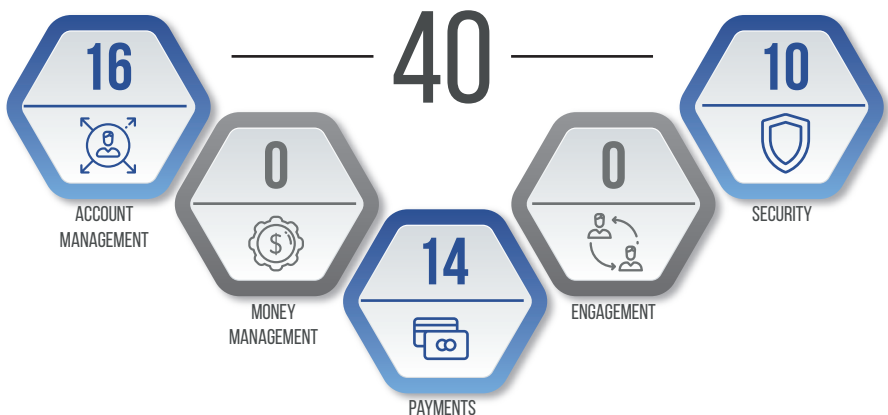 40
16
ACCOUNT
MANAGEMENT
0
$
MONEY
MANAGEMENT
14
PAYMENTS
0
ENGAGEMENT
10
SECURITY